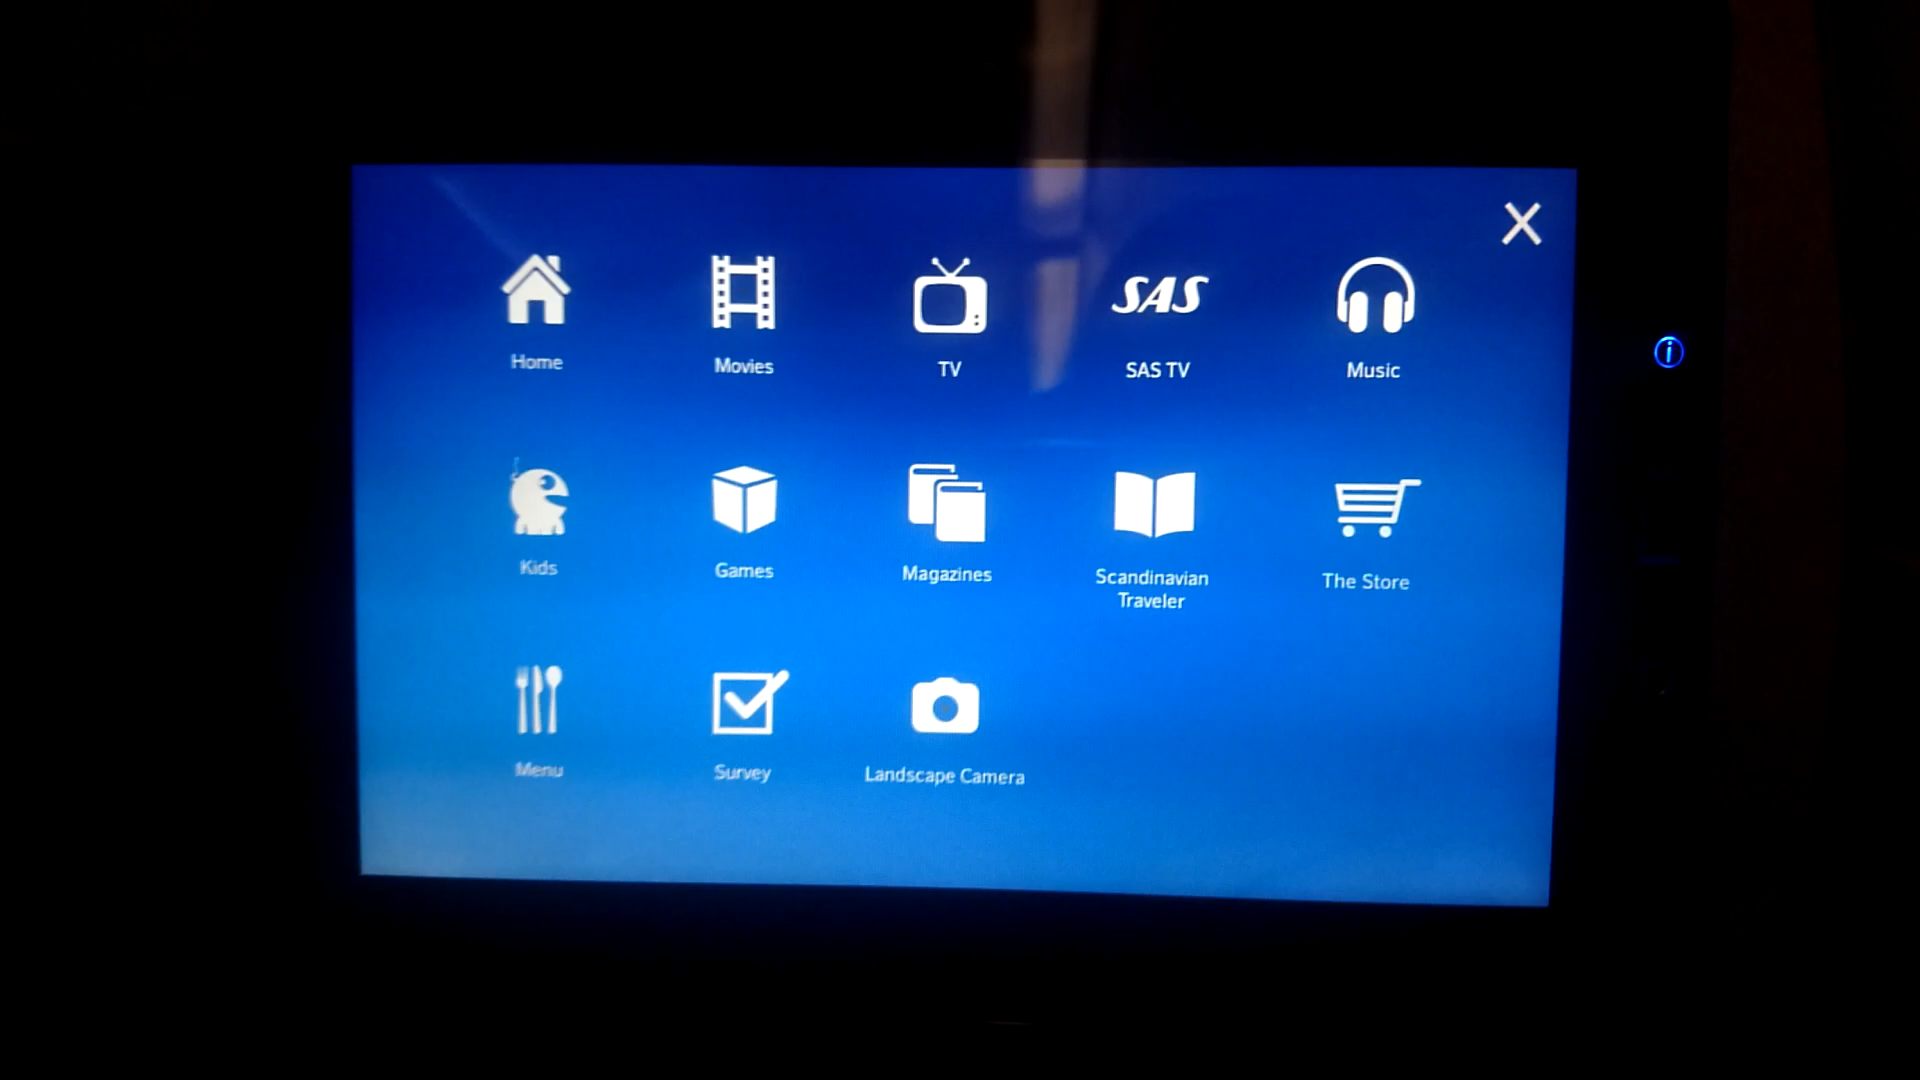 SAS
Home
Movies
TV
SAS TV
Music
Kids
Games
Magazines
Scandinavian
Traveler
The Store
Menu
Survey
Landscape Camera